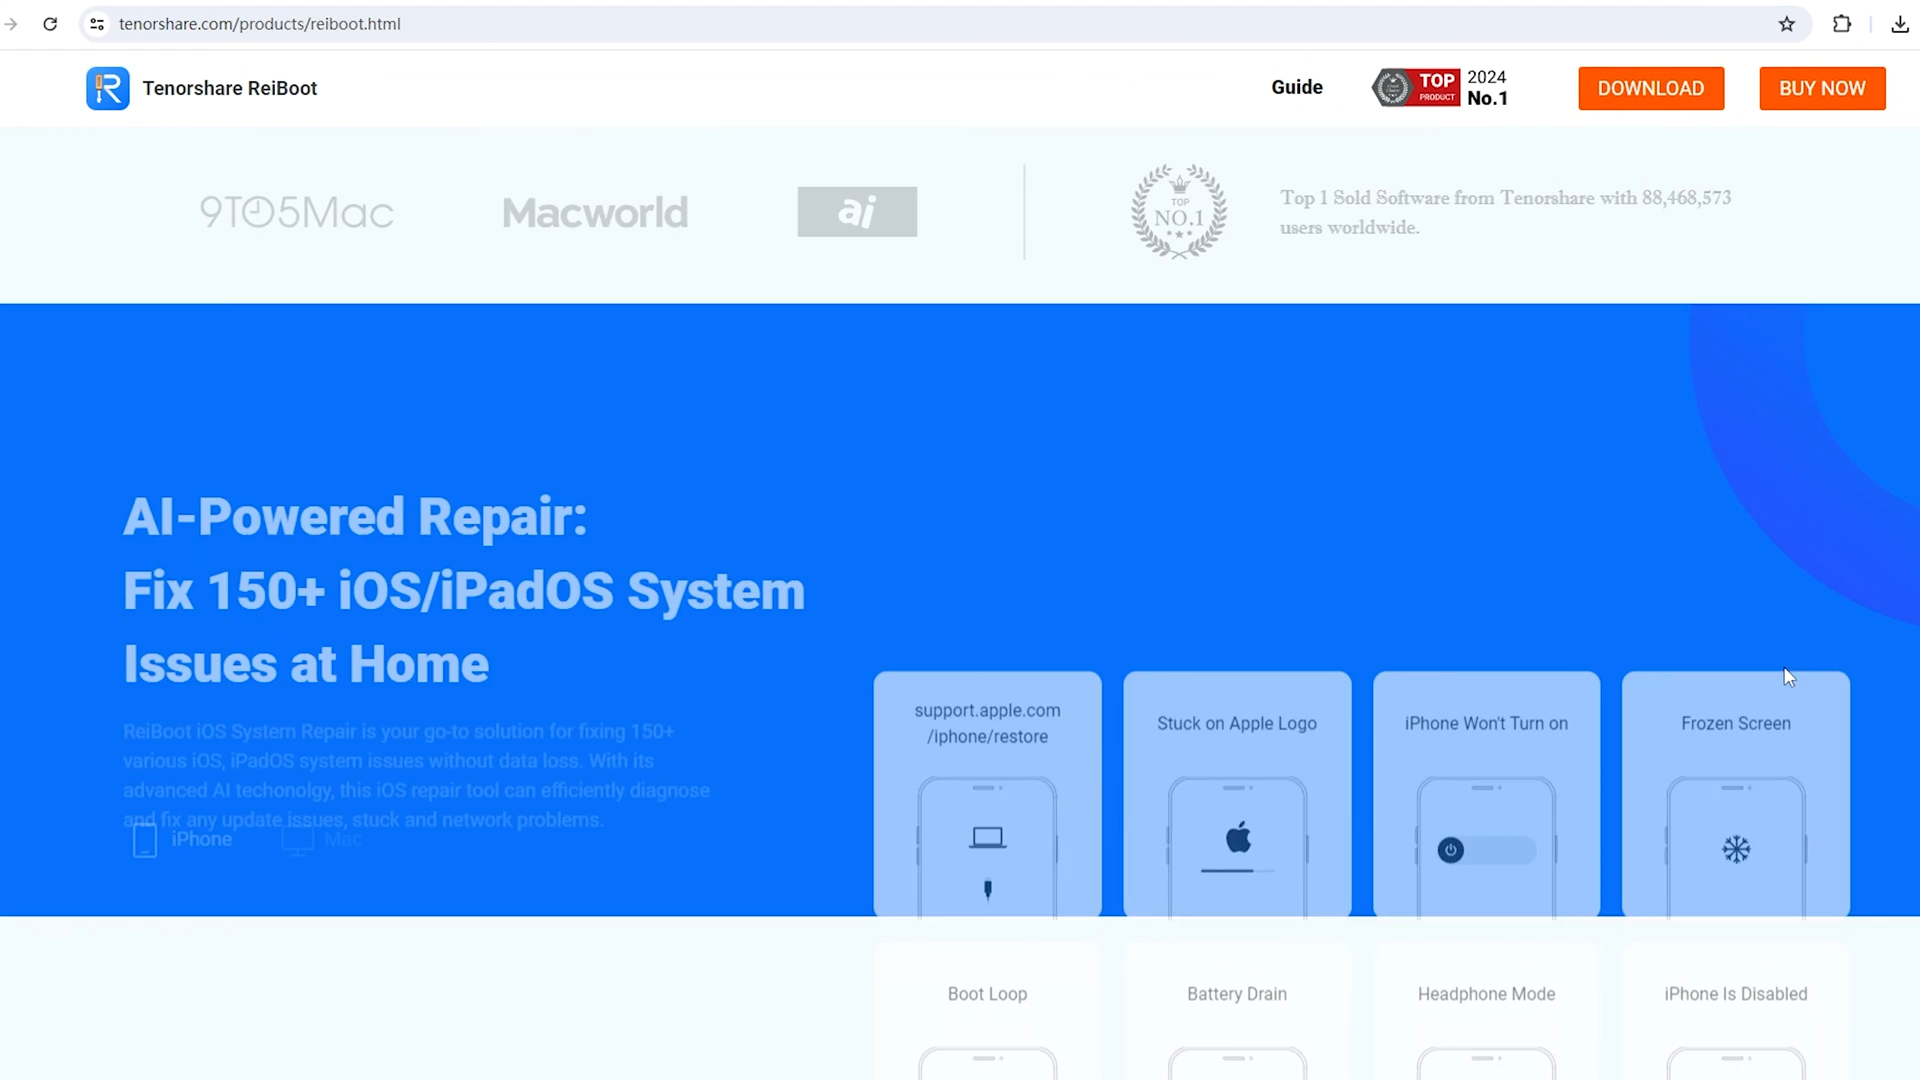 tenorshare.com/products/reiboot.html
Tenorshare ReiBoot
Guide
TOP
PRODUCT
2024
No.1
DOWNLOAD
BUY NOW
9TO5Mac
Macworld
ai
TOP
NO.1
Top 1 Sold Software from Tenorshare with 88,468,573
users worldwide.
AI-Powered Repair:
Fix 150+ iOS/iPadOS System
Issues at Home
ReiBoot iOS System Repair is your go-to solution for fixing 150+
various iOS, iPadOS system issues without data loss. With its
advanced AI techonolgy, this iOS repair tool can efficiently diagnose
and fix any update issues, stuck and network problems.
iPhone
Mac
support.apple.com
/iphone/restore
Stuck on Apple Logo
iPhone Won't Turn on
Frozen Screen
Boot Loop
Battery Drain
Headphone Mode
iPhone Is Disabled